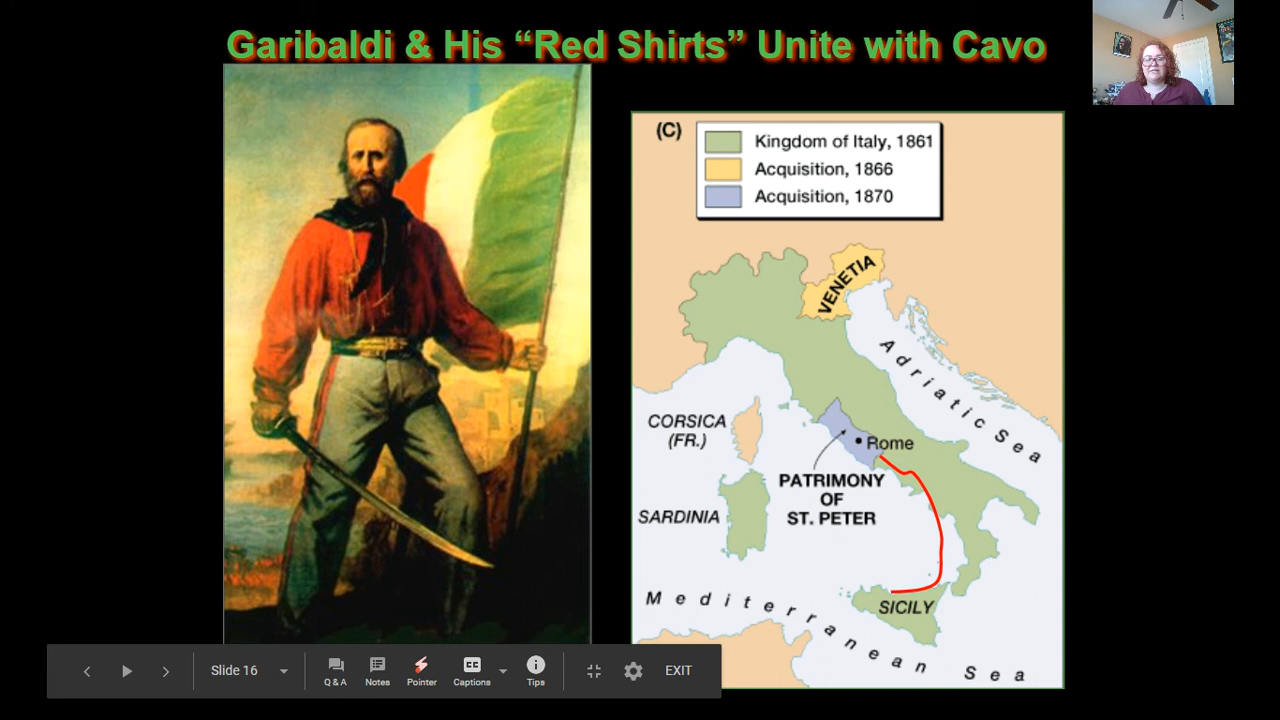 Garibaldi & His “Red Shirts” Unite with Cavo
(C)
Kingdom of Italy, 1861
Acquisition, 1866
Acquisition, 1870
VENETIA
Adriatic Sea
CORSICA
(FR.)
Rome
PATRIMONY
OF
ST. PETER
SARDINIA
SICILY
Mediterranean Sea
Slide 16
Q & A
Notes
Pointer
CC
Captions
Tips
EXIT